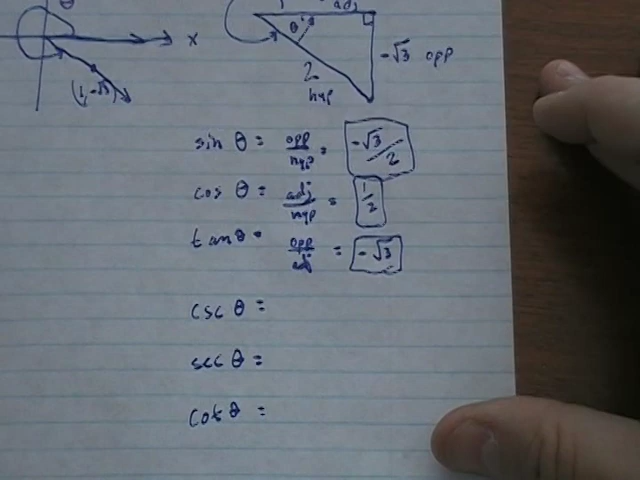 θ
1 adj
θ'
x
-√3 opp
2
hyp
(1,-√3)
sin θ = opp/hyp = -√3/2
cos θ = adj/hyp = 1/2
tan θ = opp/adj = -√3
csc θ =
sec θ =
cot θ =